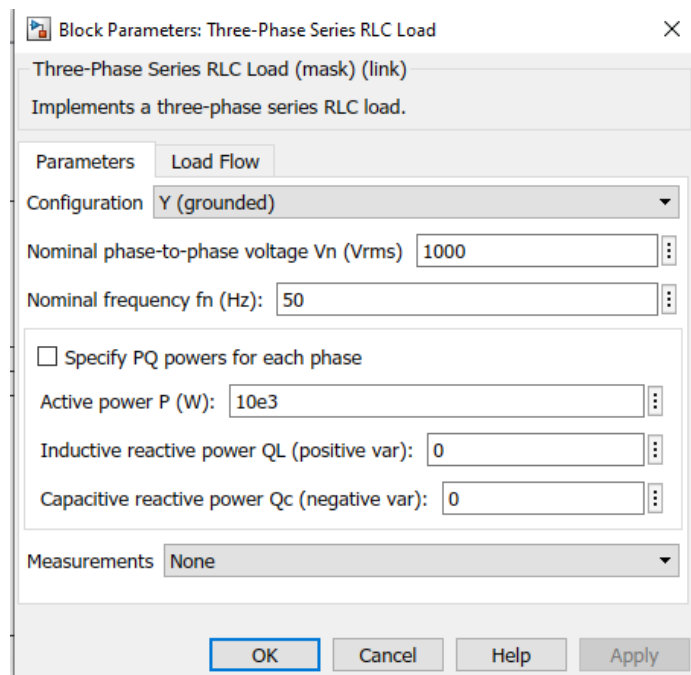 Block Parameters: Three-Phase Series RLC Load
Three-Phase Series RLC Load (mask) (link)
Implements a three-phase series RLC load.
Parameters Load Flow
Configuration Y (grounded)
Nominal phase-to-phase voltage Vn (Vrms) 1000
Nominal frequency fn (Hz): 50
Specify PQ powers for each phase
Active power P (W): 10e3
Inductive reactive power QL (positive var): 0
Capacitive reactive power Qc (negative var): 0
Measurements None
OK Cancel Help Apply